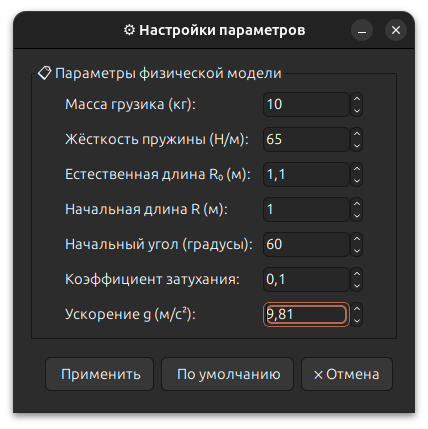 ⚙ Настройки параметров
📋 Параметры физической модели
Масса грузика (кг): 10
Жёсткость пружины (Н/м): 65
Естественная длина R₀ (м): 1,1
Начальная длина R (м): 1
Начальный угол (градусы): 60
Коэффициент затухания: 0,1
Ускорение g (м/с²): 9,81
Применить По умолчанию × Отмена